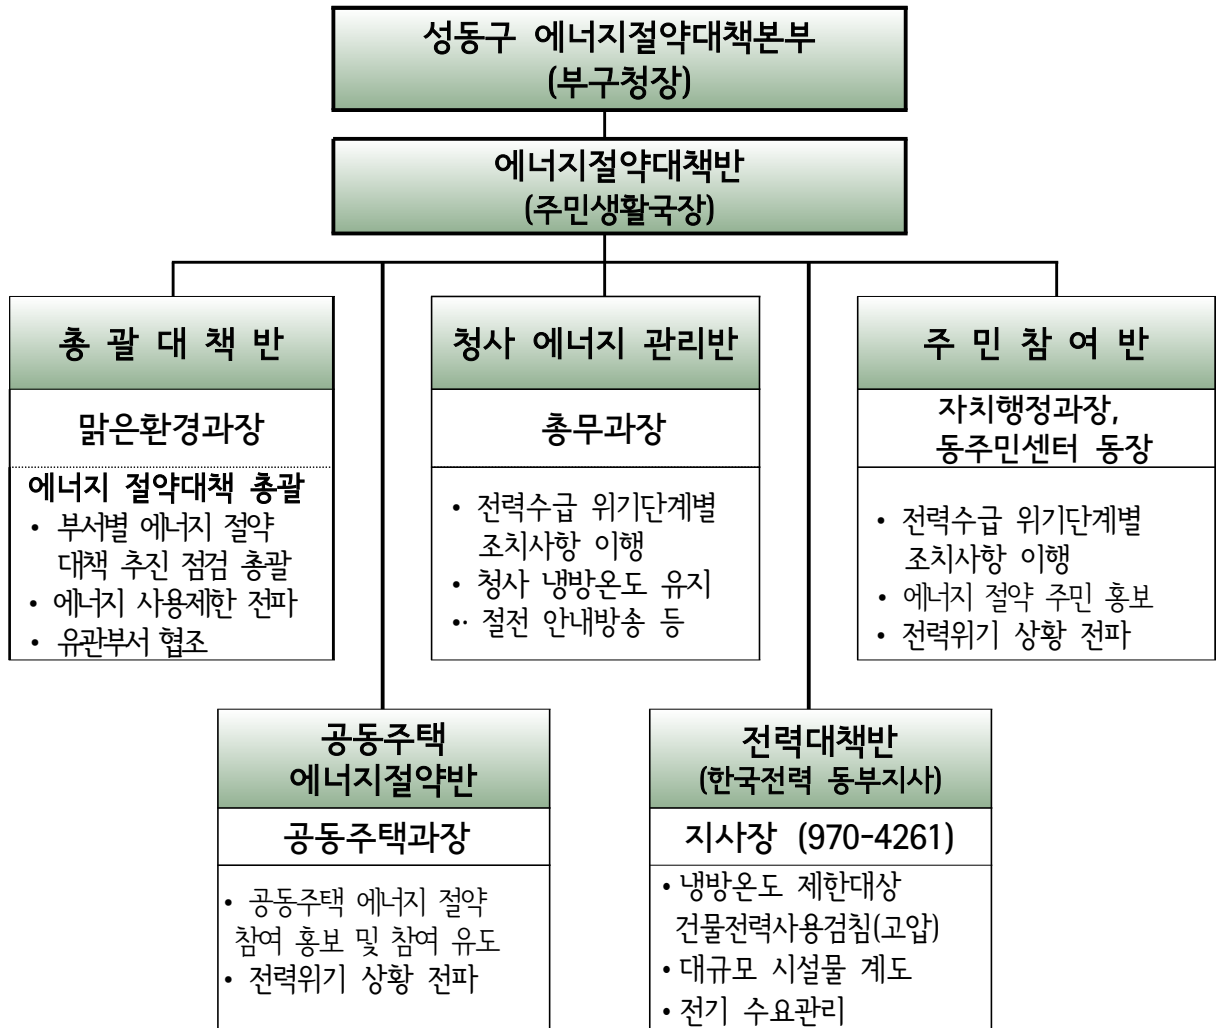 성동구 에너지절약대책본부
(부구청장)
에너지절약대책반
(주민생활국장)
총 괄 대 책 반
맑은환경과장
에너지 절약대책 총괄
• 부서별 에너지 절약
대책 추진 점검 총괄
• 에너지 사용제한 전파
• 유관부서 협조
청사 에너지 관리반
총무과장
• 전력수급 위기단계별
조치사항 이행
• 청사 냉방온도 유지
•· 절전 안내방송 등
주 민 참 여 반
자치행정과장,
동주민센터 동장
• 전력수급 위기단계별
조치사항 이행
• 에너지 절약 주민 홍보
• 전력위기 상황 전파
공동주택
에너지절약반
공동주택과장
• 공동주택 에너지 절약
참여 홍보 및 참여 유도
• 전력위기 상황 전파
전력대책반
(한국전력 동부지사)
지사장 (970-4261)
• 냉방온도 제한대상
건물전력사용검침(고압)
• 대규모 시설물 계도
• 전기 수요관리